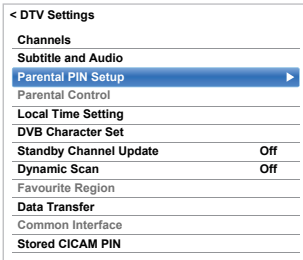 < DTV Settings
Channels
Subtitle and Audio
Parental PIN Setup
Parental Control
Local Time Setting
DVB Character Set
Standby Channel Update Off
Dynamic Scan Off
Favourite Region
Data Transfer
Common Interface
Stored CICAM PIN